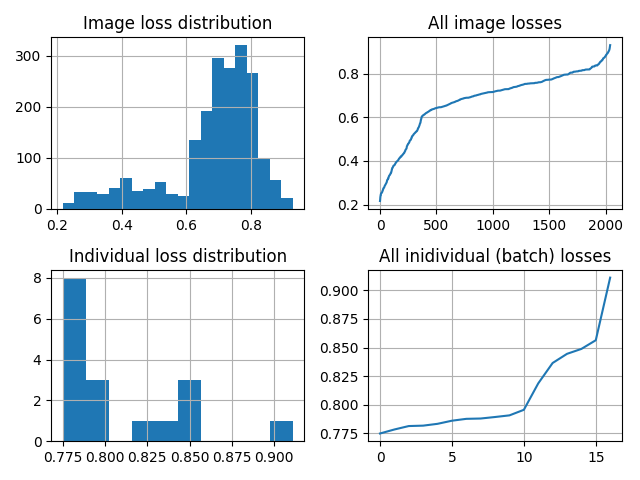 Image loss distribution
300
200
100
0
0.2 0.4 0.6 0.8
All image losses
0.8
0.6
0.4
0.2
0 500 1000 1500 2000
Individual loss distribution
8
6
4
2
0
0.775 0.800 0.825 0.850 0.875 0.900
All inidividual (batch) losses
0.900
0.875
0.850
0.825
0.800
0.775
0 5 10 15